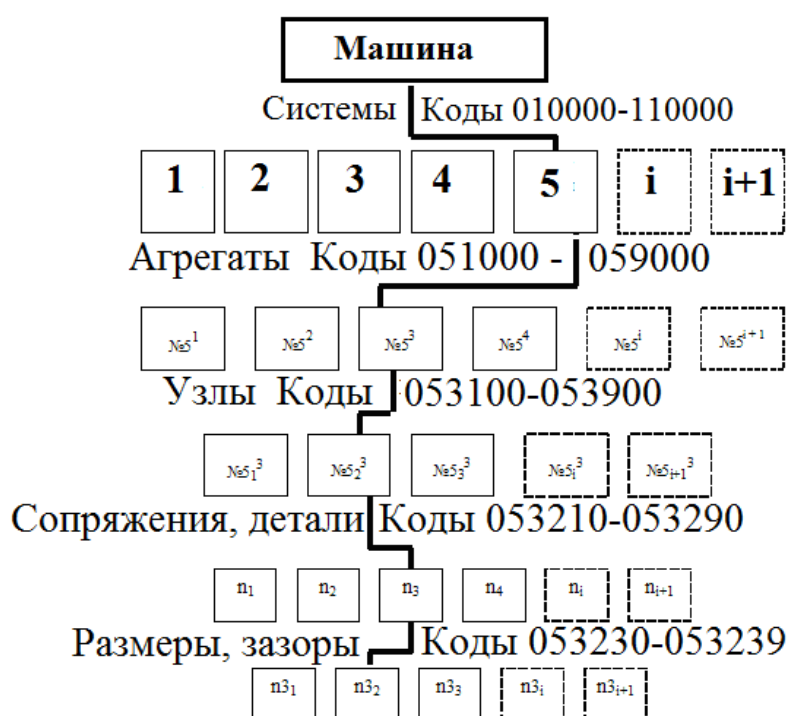 Машина
Системы Коды 010000-110000
1 2 3 4 5 i i+1
Агрегаты Коды 051000 - 059000
№5¹ №5² №5³ №5⁴ №5ⁱ №5ⁱ⁺¹
Узлы Коды 053100-053900
№5₁³ №5₂³ №5₃³ №5ᵢ³ №5ᵢ₊₁³
Сопряжения, детали Коды 053210-053290
n₁ n₂ n₃ n₄ nᵢ nᵢ₊₁
Размеры, зазоры Коды 053230-053239
n3₁ n3₂ n3₃ n3ᵢ n3ᵢ₊₁